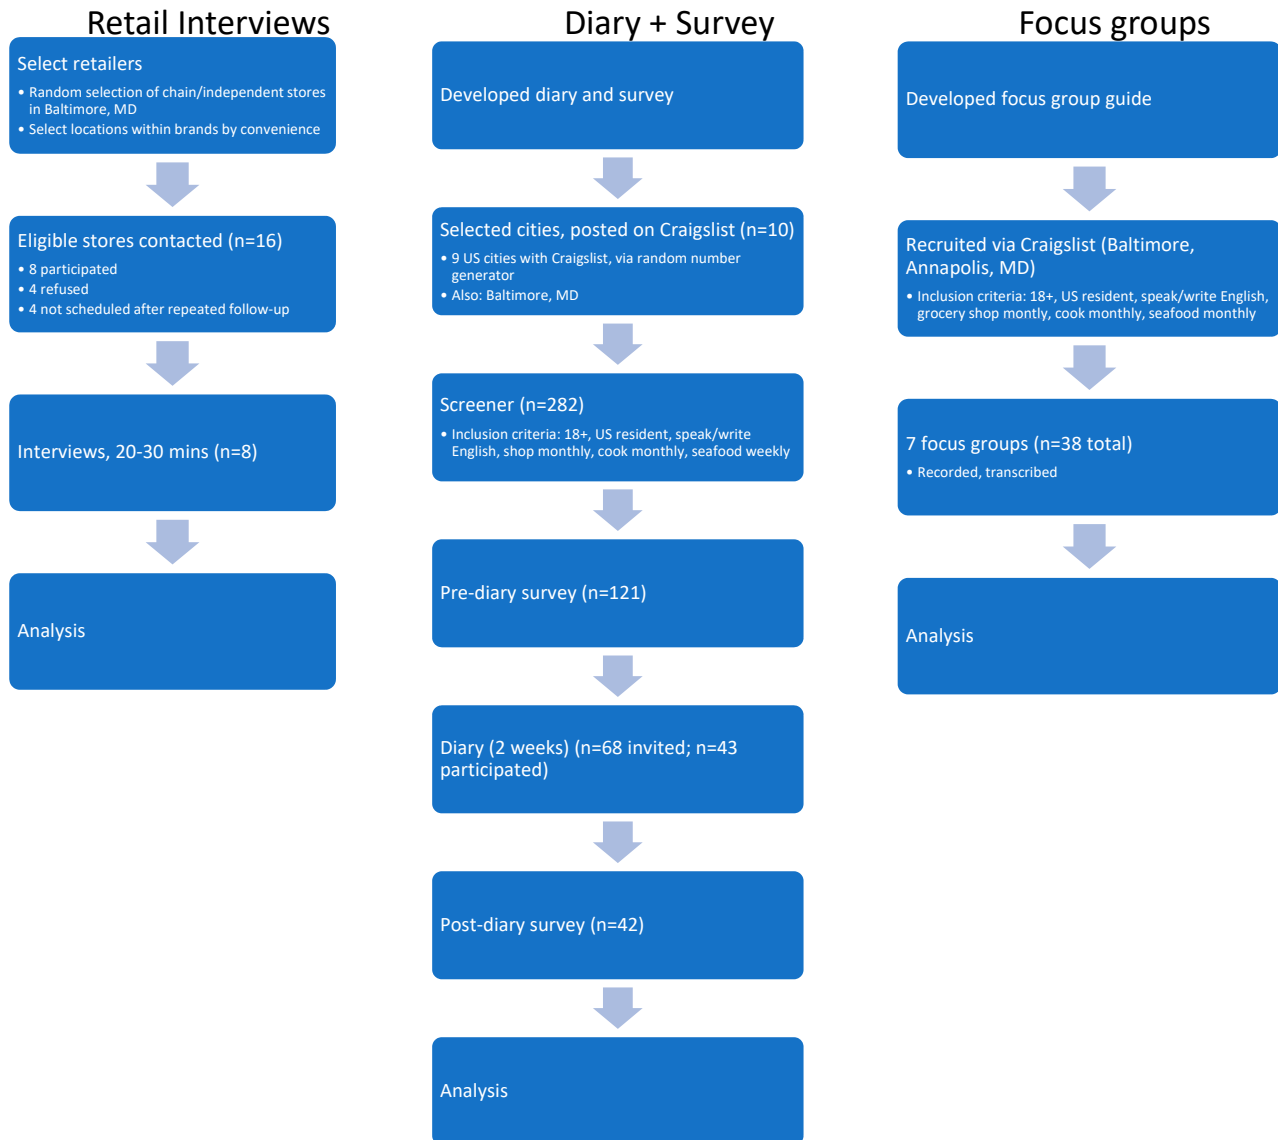 Retail Interviews
Select retailers
• Random selection of chain/independent stores
in Baltimore, MD
• Select locations within brands by convenience
Eligible stores contacted (n=16)
• 8 participated
• 4 refused
• 4 not scheduled after repeated follow-up
Interviews, 20-30 mins (n=8)
Analysis
Diary + Survey
Developed diary and survey
Selected cities, posted on Craigslist (n=10)
• 9 US cities with Craigslist, via random number
generator
• Also: Baltimore, MD
Screener (n=282)
• Inclusion criteria: 18+, US resident, speak/write
English, shop monthly, cook monthly, seafood weekly
Pre-diary survey (n=121)
Diary (2 weeks) (n=68 invited; n=43
participated)
Post-diary survey (n=42)
Analysis
Focus groups
Developed focus group guide
Recruited via Craigslist (Baltimore,
Annapolis, MD)
• Inclusion criteria: 18+, US resident, speak/write English,
grocery shop montly, cook monthly, seafood monthly
7 focus groups (n=38 total)
• Recorded, transcribed
Analysis